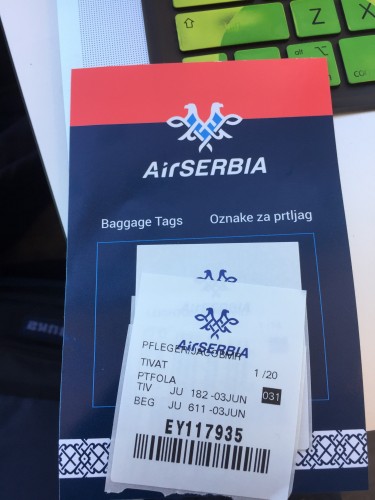 Z
X
alt
AirSERBIA
Baggage Tags Oznake za prtljag
AirSERBIA
TIVAT 1 /20
PTFOLA
TIV JU 182 -03JUN 031
BEG JU 611 -03JUN
EY117935